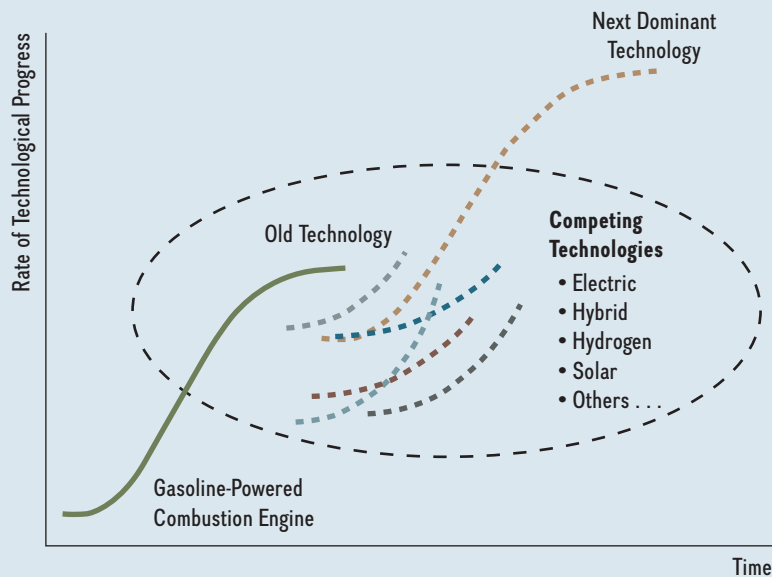 Next Dominant
Technology
Rate of Technological Progress
Old Technology
Competing
Technologies
• Electric
• Hybrid
• Hydrogen
• Solar
• Others . . .
Gasoline-Powered
Combustion Engine
Time